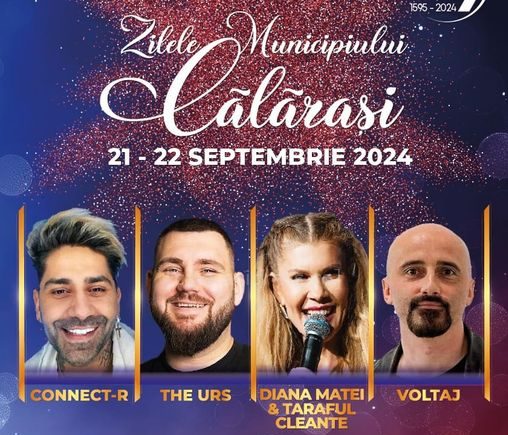 1595 - 2024
Zilele Municipiului
Călărași
21 - 22 SEPTEMBRIE 2024
CONNECT-R
THE URS
DIANA MATEI
& TARAFUL
CLEANTE
VOLTAJ